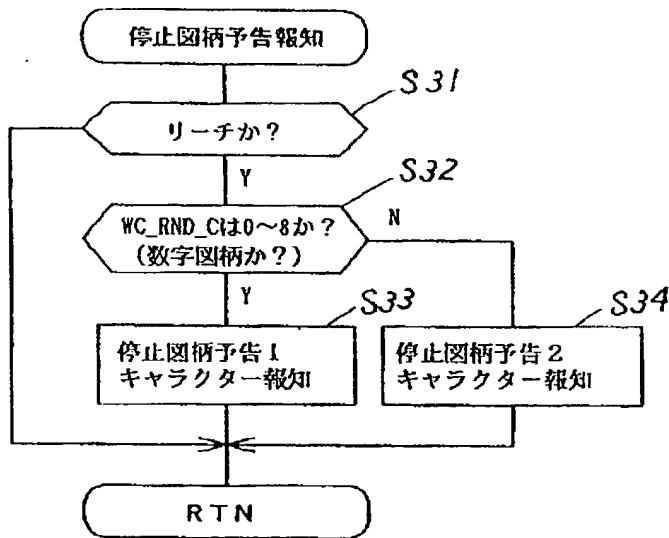 停止図柄予告報知
S31
リーチか?
Y
S32
WC_RND_Cは0～8か?
(数字図柄か?)
N
Y
S33
S34
停止図柄予告1
キャラクター報知
停止図柄予告2
キャラクター報知
RTN